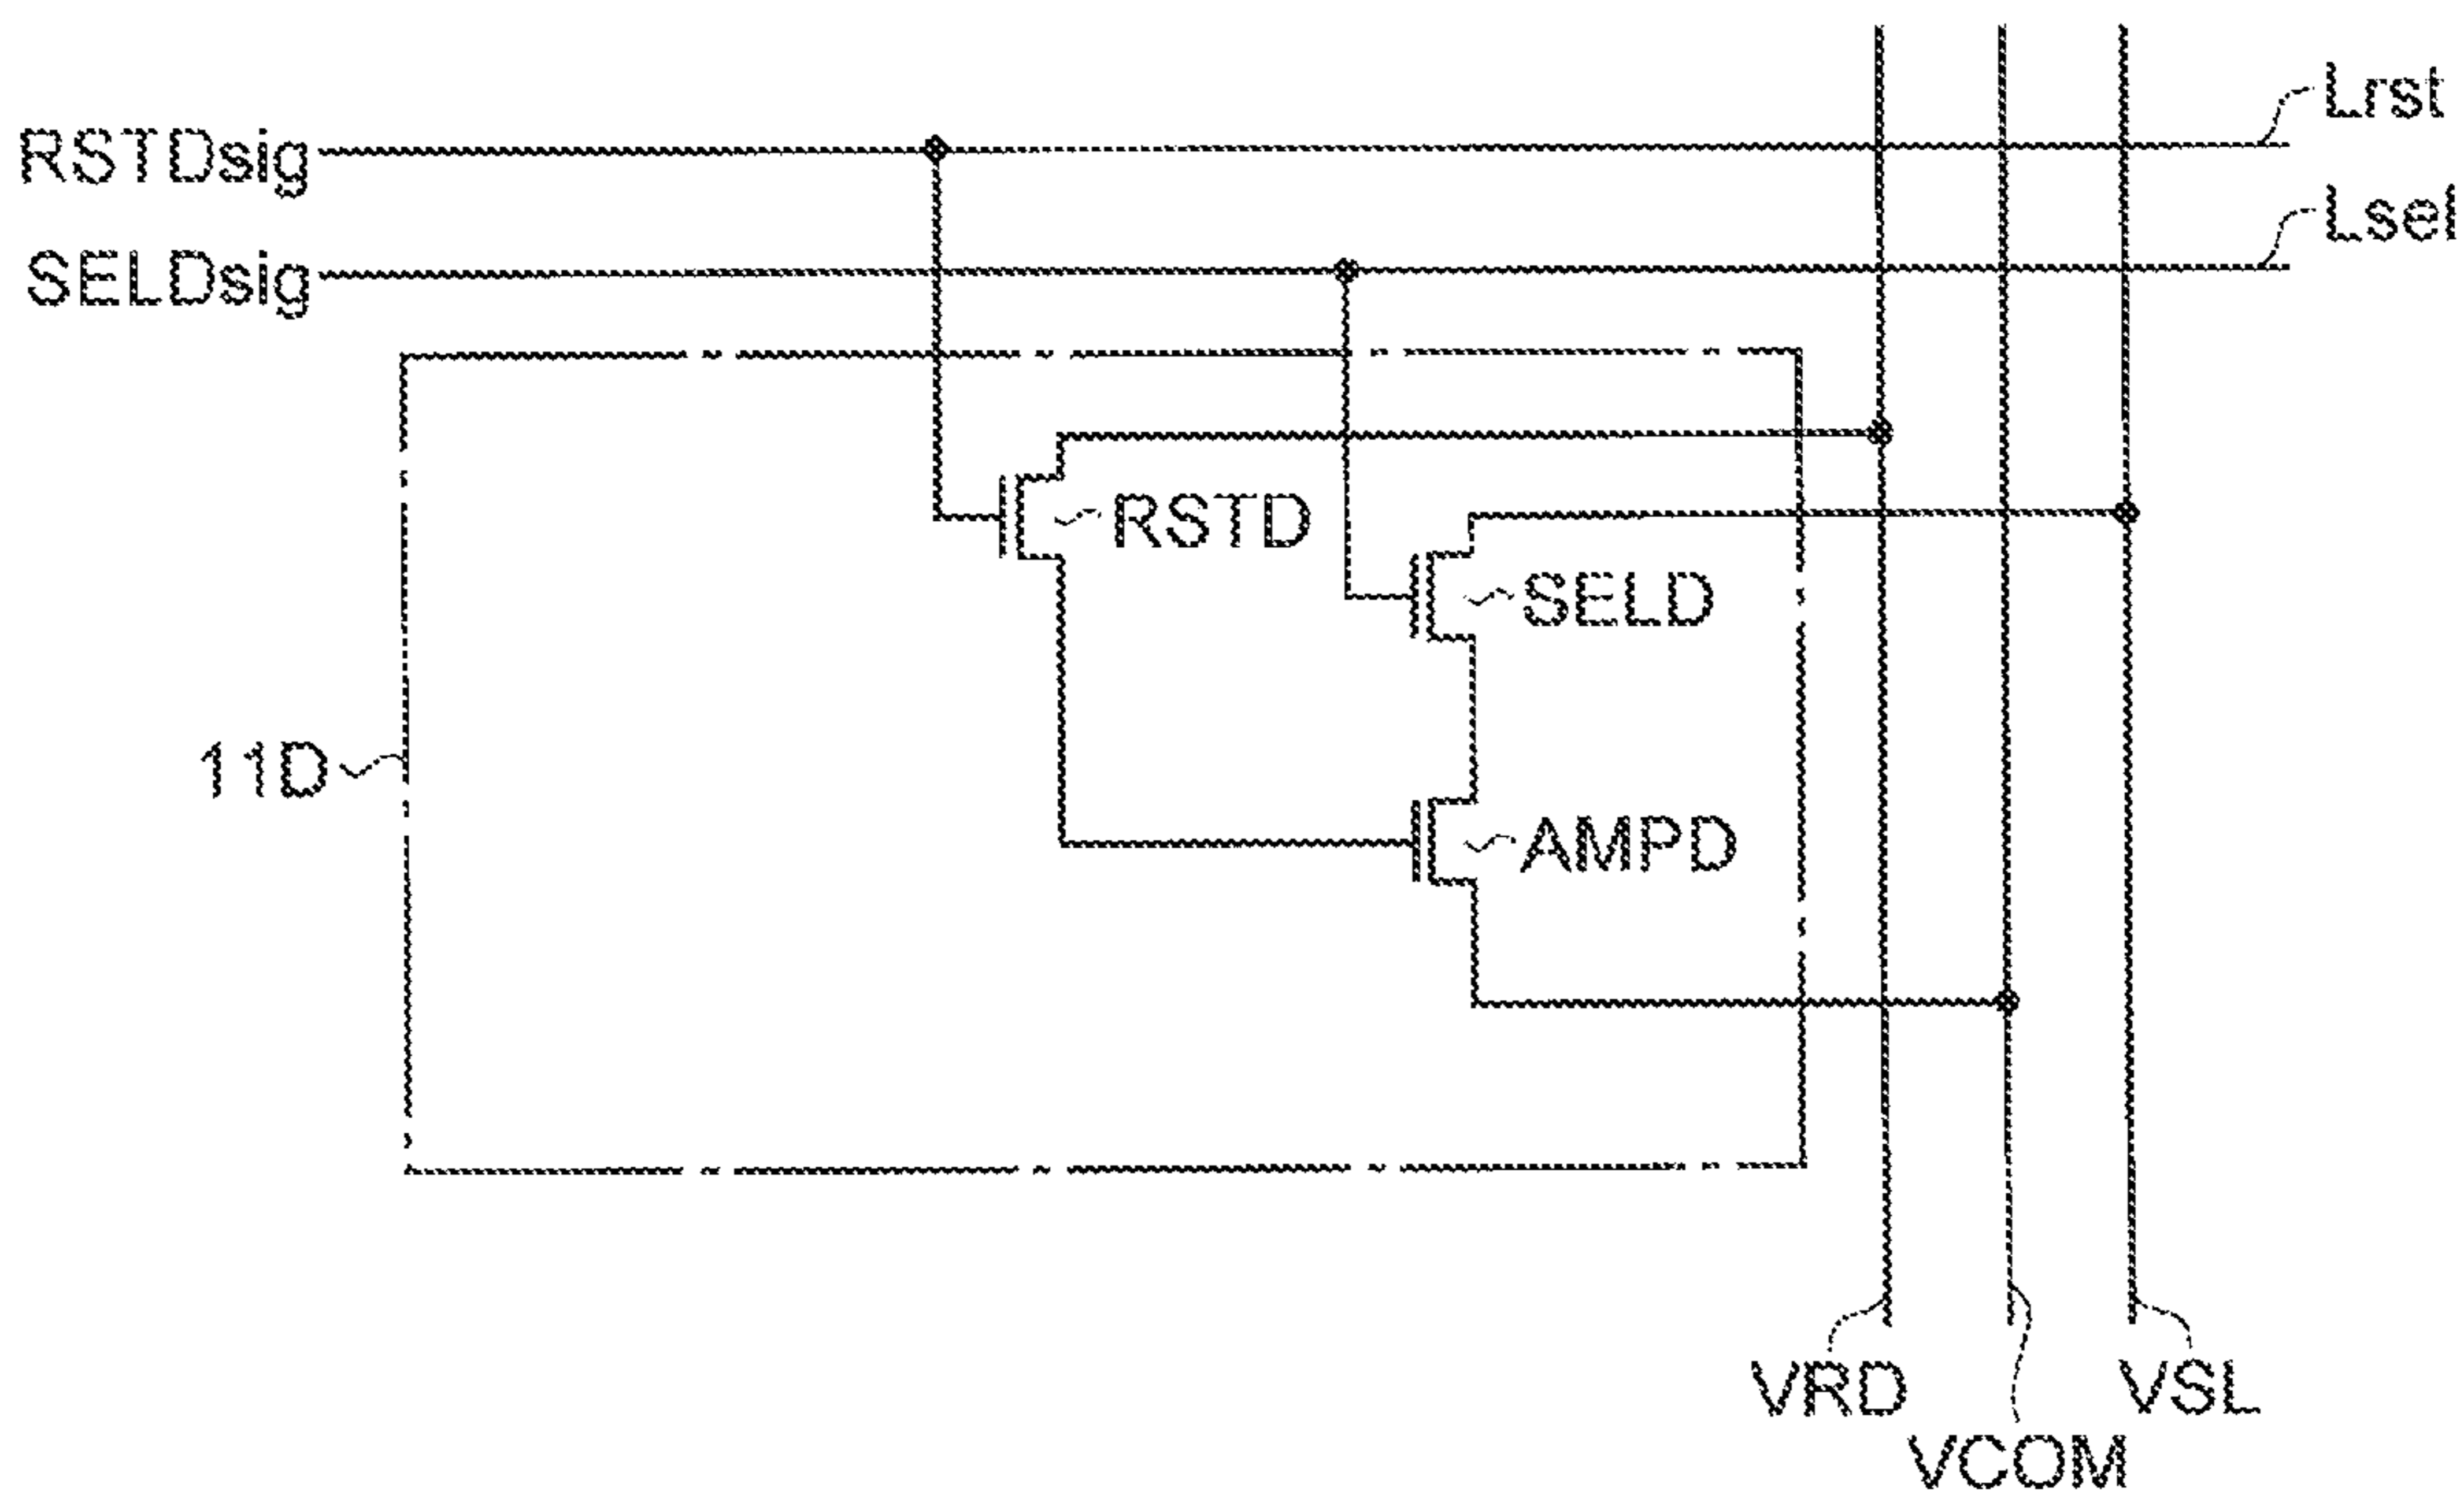 Lrst
RSTDsig
Lsel
SELDsig
RSTD
SELD
11D
AMPD
VRD
VSL
VCOM